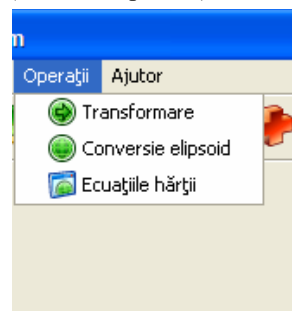 m
Operaţii Ajutor
Transformare
Conversie elipsoid
Ecuaţiile hărţii